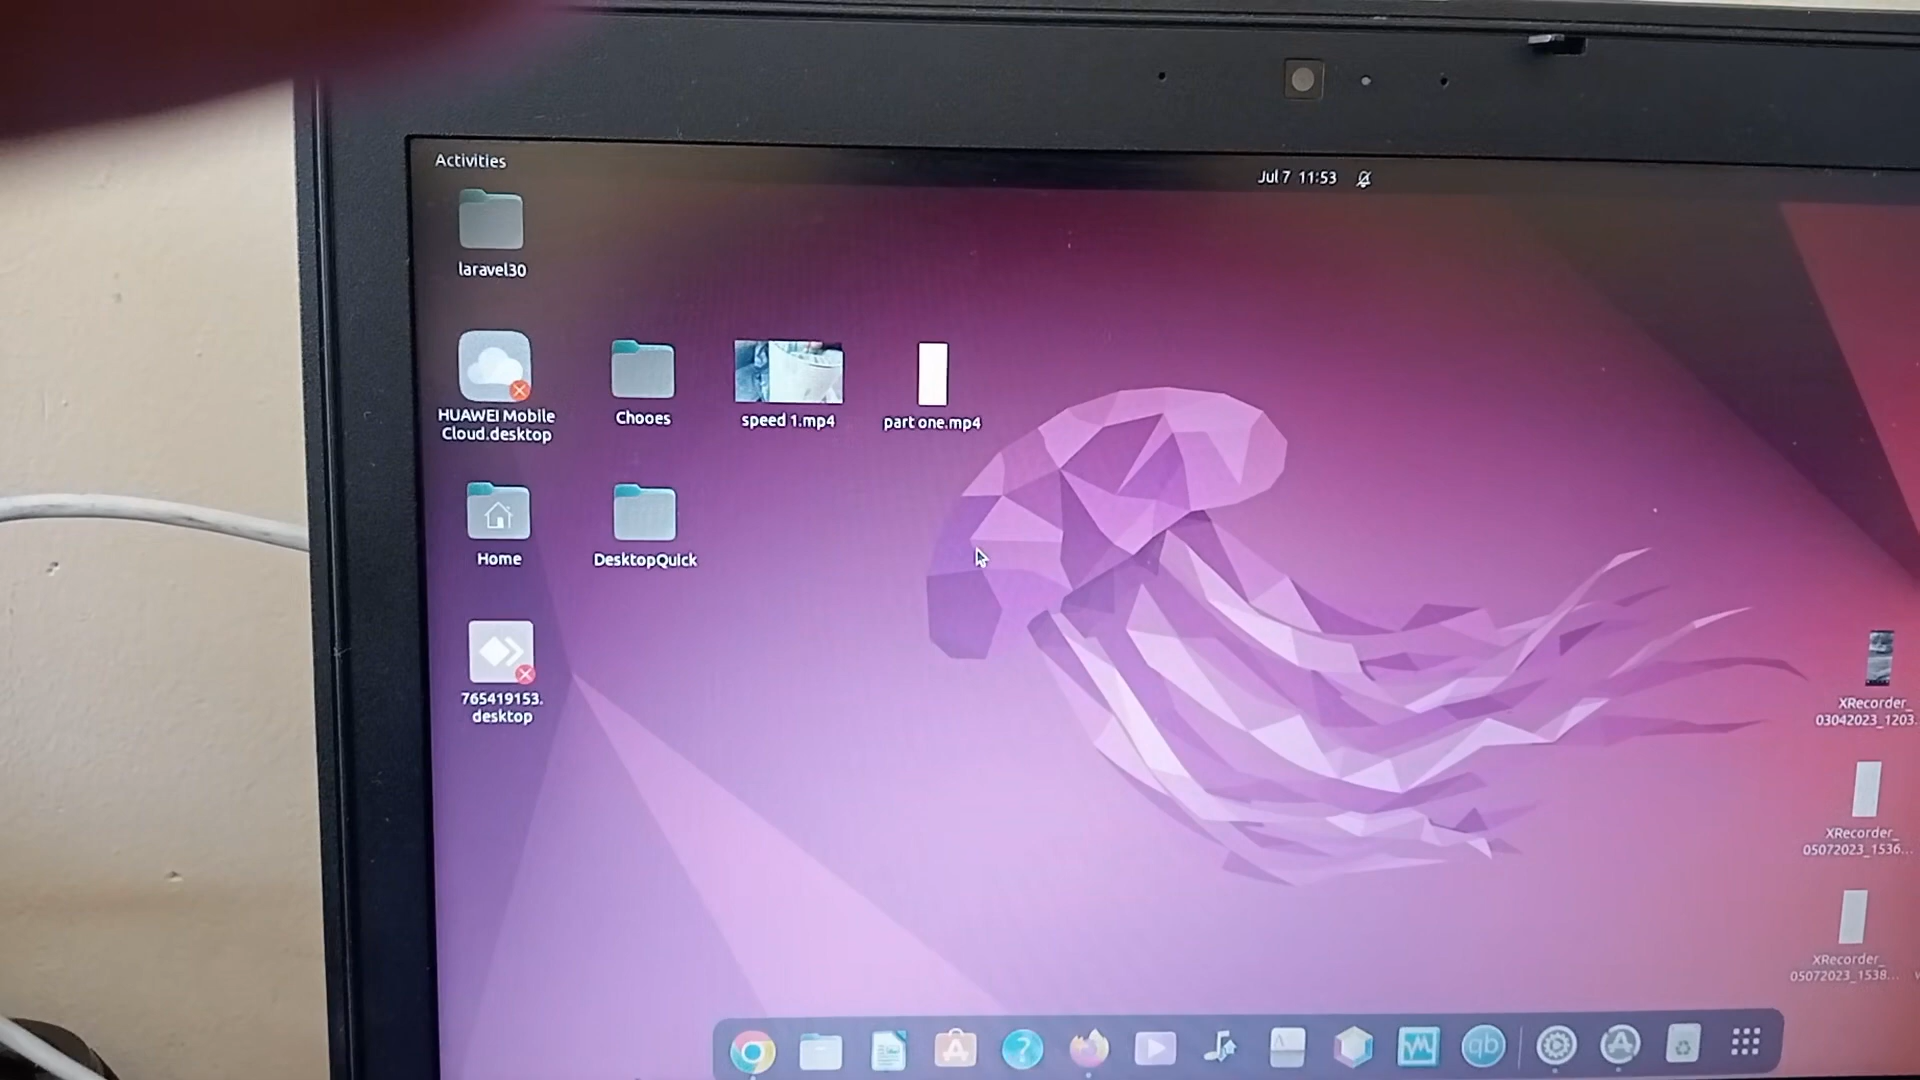 Activities
Jul 7 11:53
laravel30
HUAWEI Mobile
Cloud.desktop
Chooes
speed 1.mp4
part one.mp4
Home
DesktopQuick
765419153.
desktop
XRecorder_
03042023_1203.
XRecorder_
05072023_1536...
XRecorder_
05072023_1538...
A
?
qb